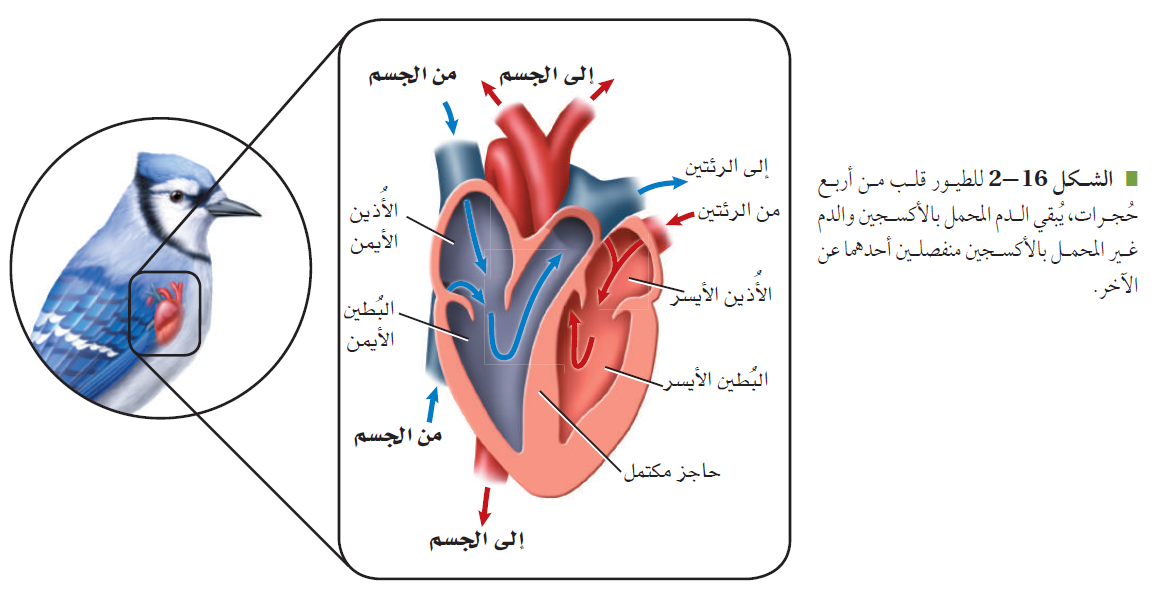 من الجسم
إلى الجسم
إلى الرئتين
من الرئتين
الأُذين
الأيمن
الأُذين الأيسر
البُطين
الأيمن
البُطين الأيسر
من الجسم
حاجز مكتمل
إلى الجسم
الشكل 16–2 للطيور قلب من أربع
حُجرات، يُبقي الدم المحمل بالأكسجين والدم
غير المحمل بالأكسجين منفصلين أحدهما عن
الآخر.